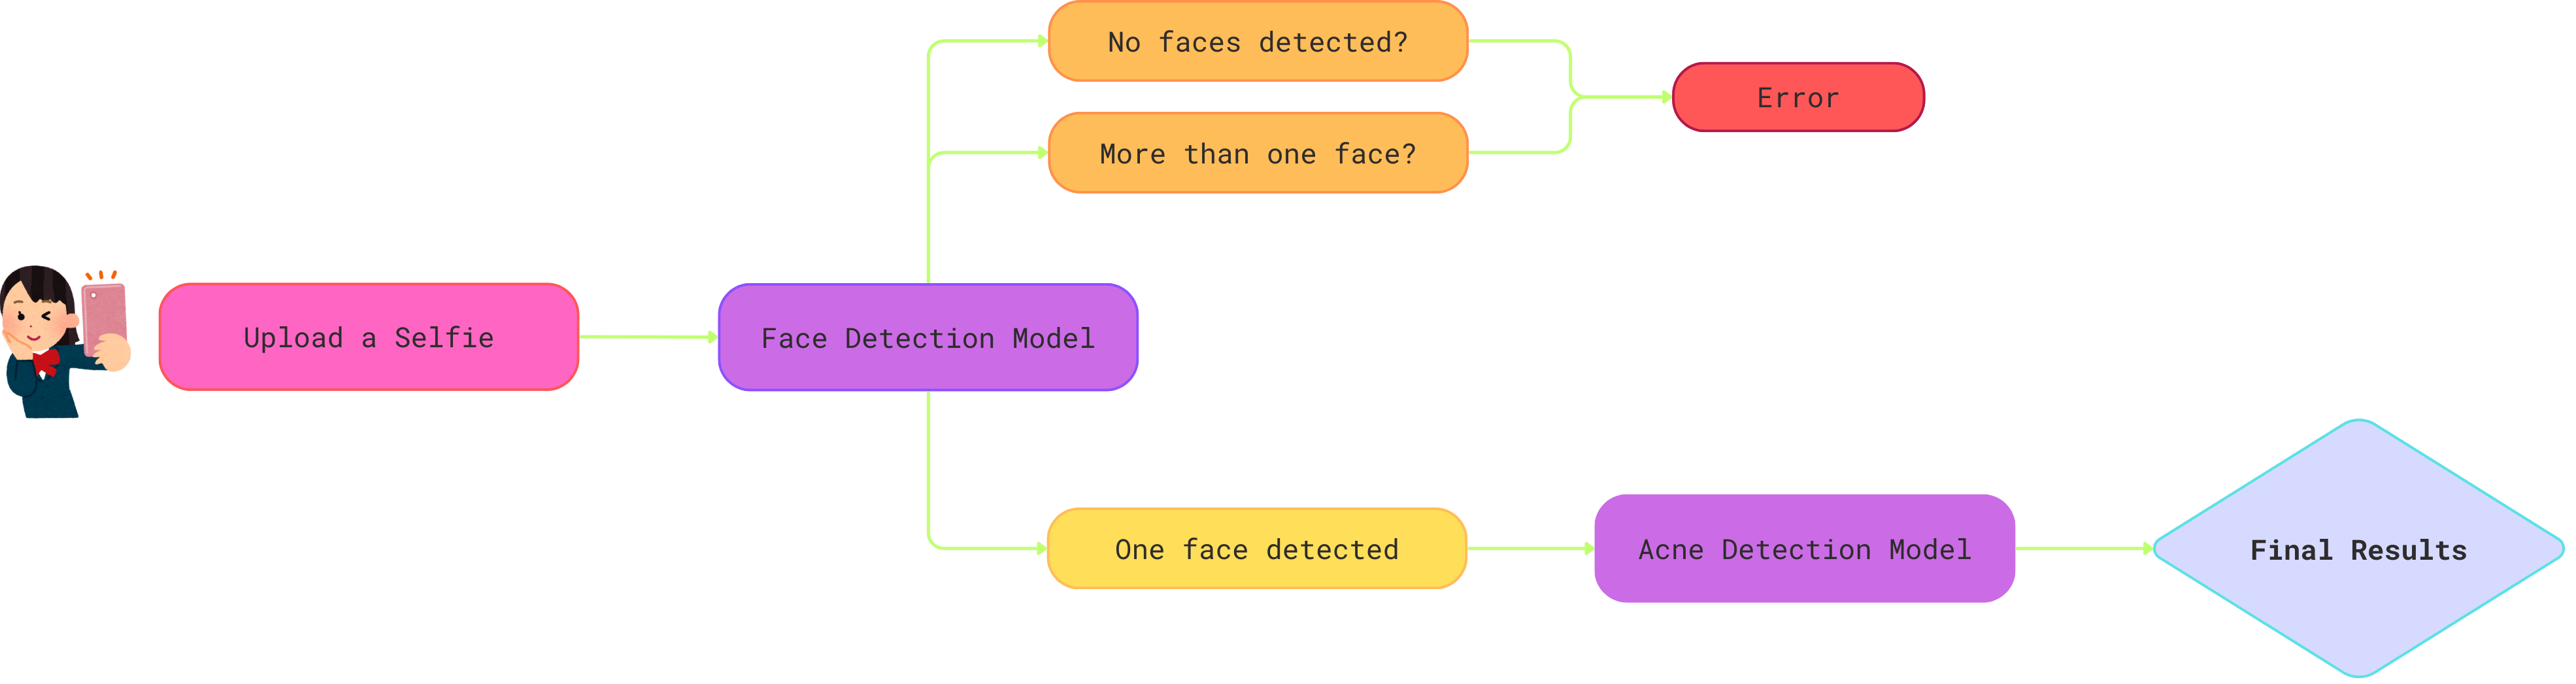 No faces detected?
More than one face?
Error
Upload a Selfie
Face Detection Model
One face detected
Acne Detection Model
Final Results